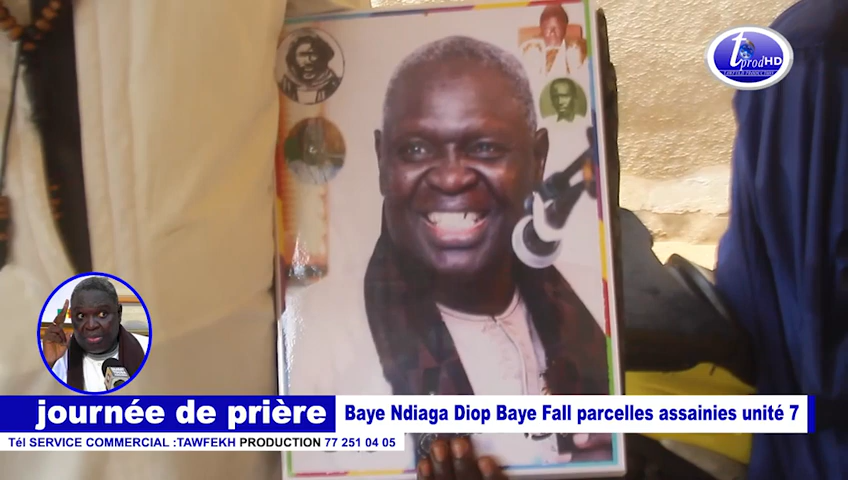 tprodHD
journée de prière
Baye Ndiaga Diop Baye Fall parcelles assainies unité 7
Tél SERVICE COMMERCIAL :TAWFEKH PRODUCTION 77 251 04 05